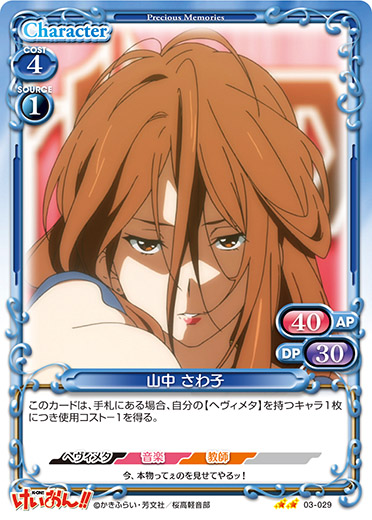 Precious Memories
Character
COST
4
SOURCE
1
40 AP
DP 30
山中 さわ子
このカードは、手札にある場合、自分の【ヘヴィメタ】を持つキャラ1枚
につき使用コスト－1を得る。
ヘヴィメタ 音楽 教師
今、本物ってぇのを見せてやるッ!
けいおん!!
©かきふらい・芳文社／桜高軽音部
03-029